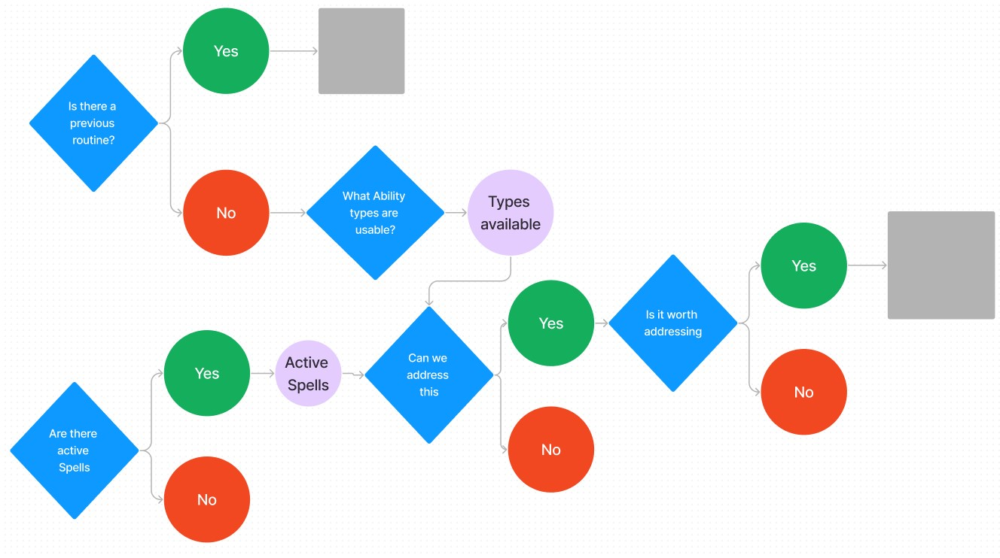 Yes
Is there a
previous
routine?
No
What Ability
types are
usable?
Types
available
Yes
Is it worth
addressing
Yes
No
Can we
address
this
Yes
No
Active
Spells
Yes
Are there
active
Spells
No